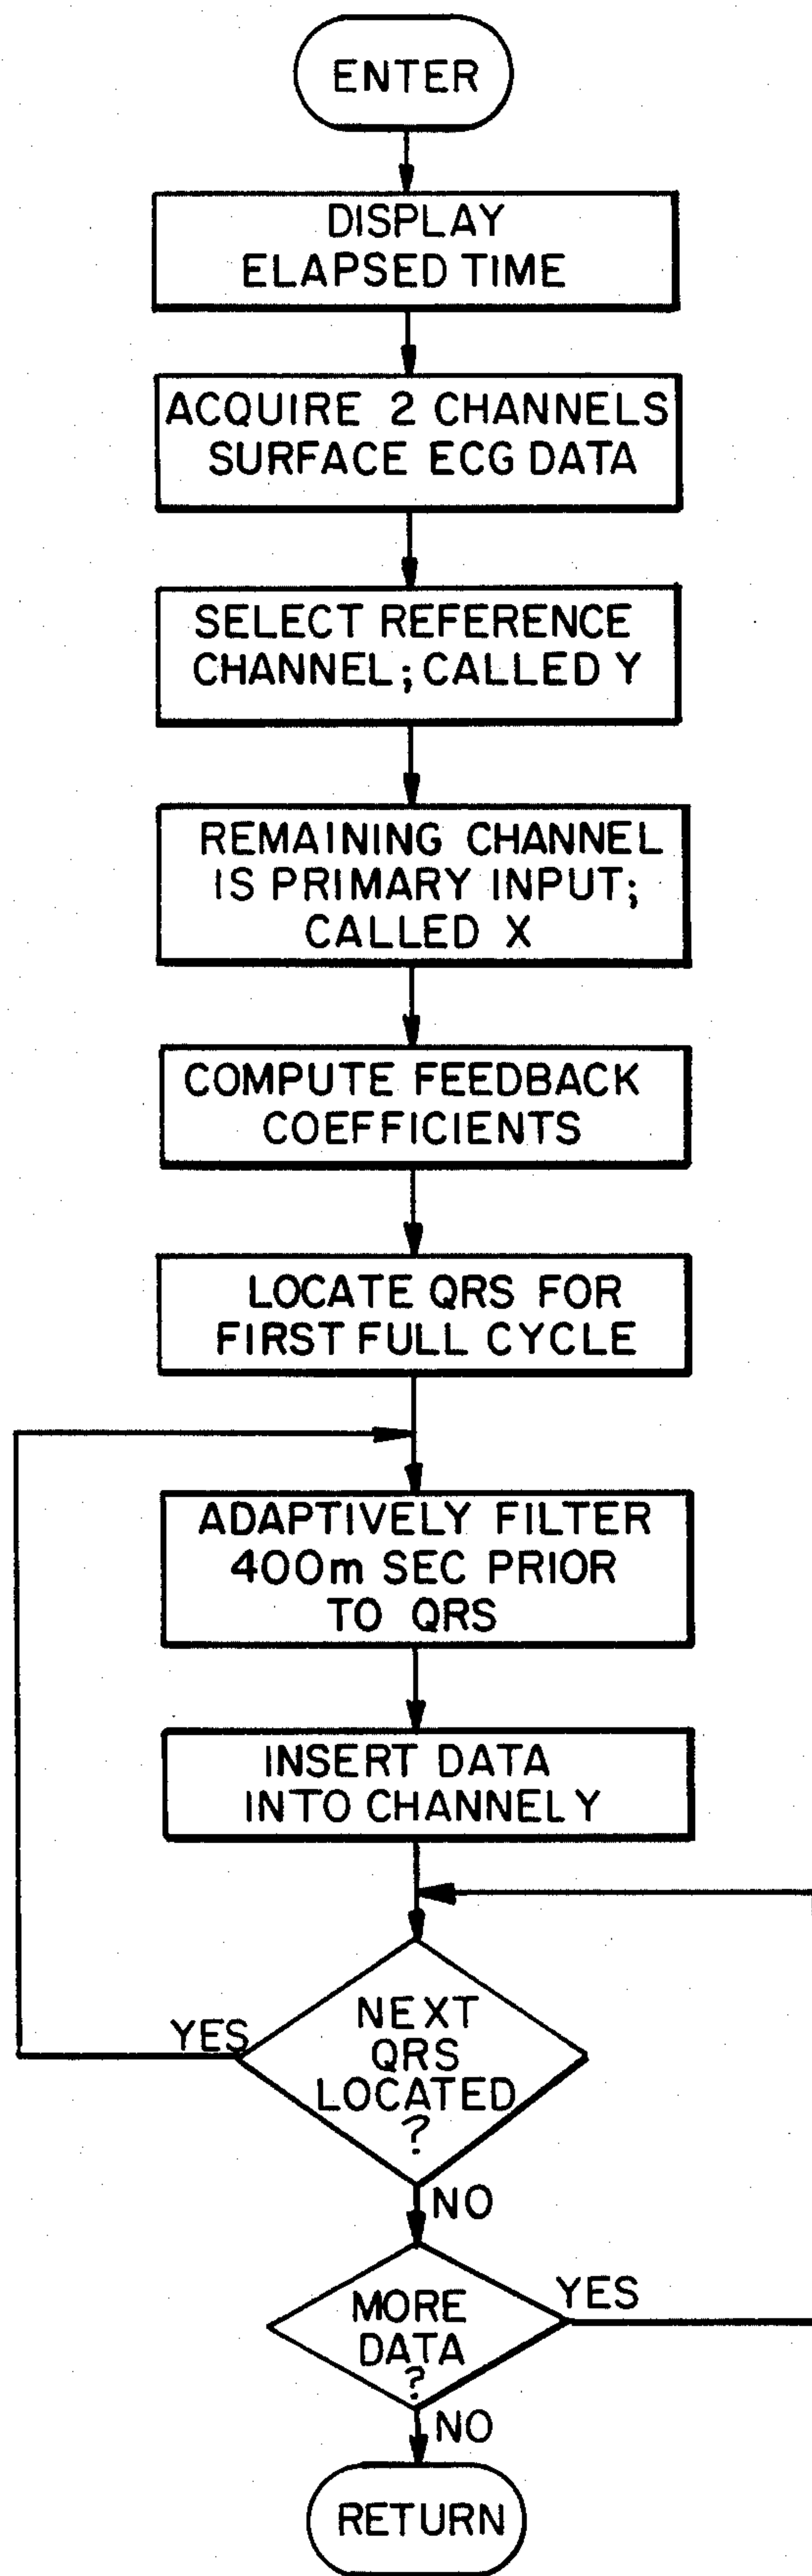 ENTER
DISPLAY
ELAPSED TIME
ACQUIRE 2 CHANNELS
SURFACE ECG DATA
SELECT REFERENCE
CHANNEL; CALLED Y
REMAINING CHANNEL
IS PRIMARY INPUT;
CALLED X
COMPUTE FEEDBACK
COEFFICIENTS
LOCATE QRS FOR
FIRST FULL CYCLE
ADAPTIVELY FILTER
400m SEC PRIOR
TO QRS
INSERT DATA
INTO CHANNEL Y
YES
NEXT
QRS
LOCATED
?
NO
MORE
DATA
?
YES
NO
RETURN